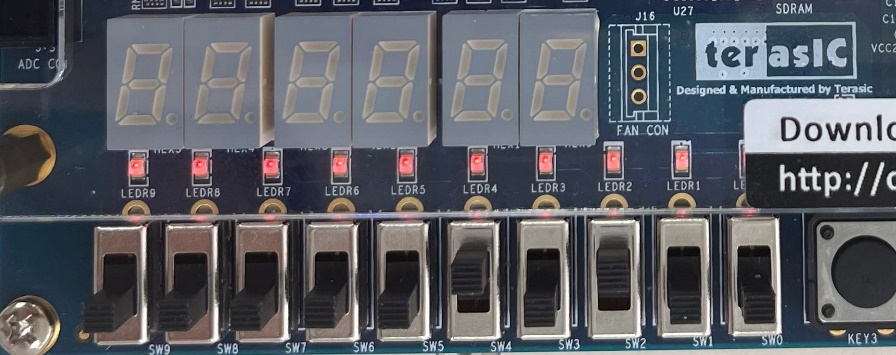 J16
U27
SDRAM
ADC
terasIC
Designed & Manufactured by Terasic
FAN CON
Downlo
http://
LEDR9 LEDR8 LEDR7 LEDR6 LEDR5 LEDR4 LEDR3 LEDR2 LEDR1
SW9 SW8 SW7 SW6 SW5 SW4 SW3 SW2 SW1 SW0
KEY3